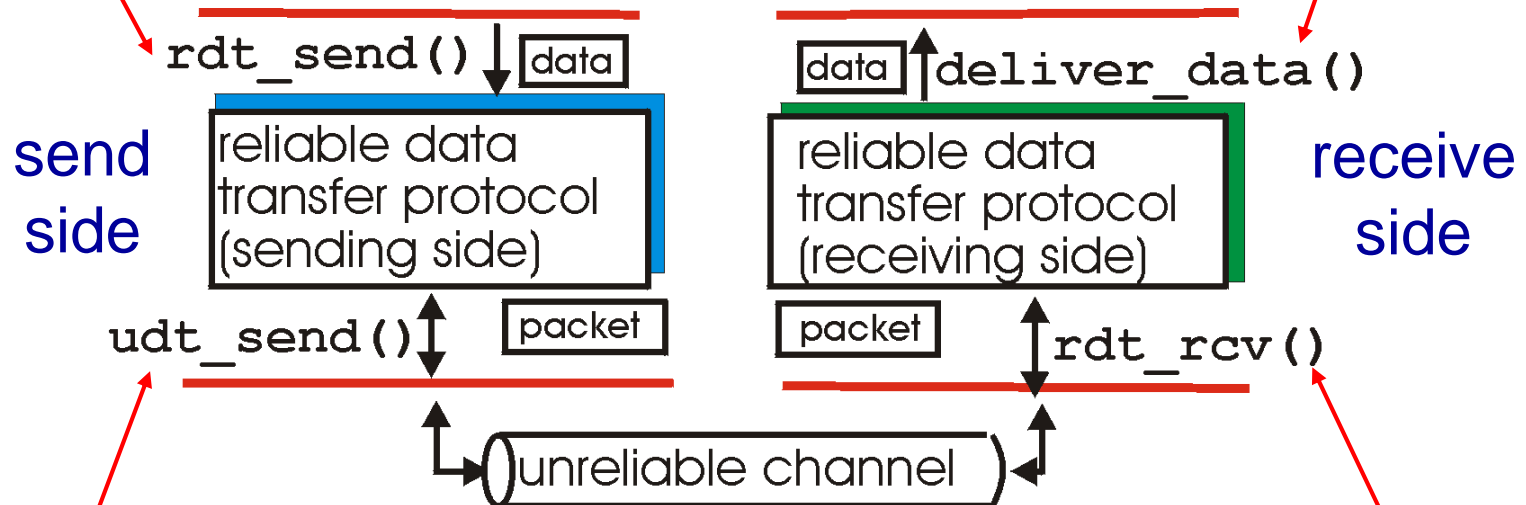 rdt_send()
data
data
deliver_data()
send
side
reliable data
transfer protocol
(sending side)
reliable data
transfer protocol
(receiving side)
receive
side
udt_send()
packet
packet
rdt_rcv()
unreliable channel